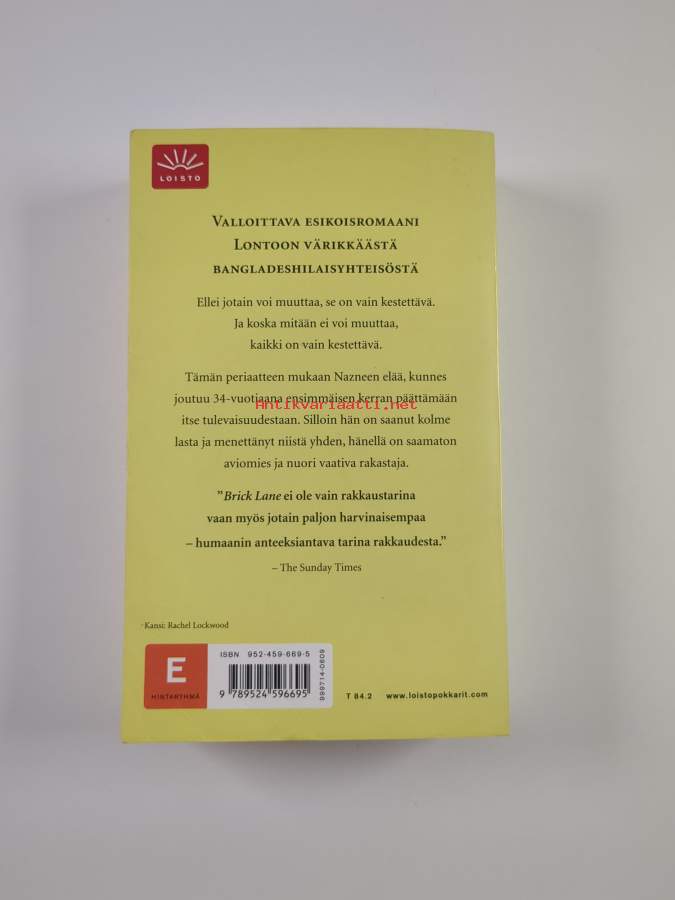 LOISTO
Valloittava esikoisromaani
Lontoon värikkäästä
bangladeshilaisyhteisöstä
Ellei jotain voi muuttaa, se on vain kestettävä.
Ja koska mitään ei voi muuttaa,
kaikki on vain kestettävä.
Tämän periaatteen mukaan Nazneen elää, kunnes
joutuu 34-vuotiaana ensimmäisen kerran päättämään
Antikvariaatti.net
itse tulevaisuudestaan. Silloin hän on saanut kolme
lasta ja menettänyt niistä yhden, hänellä on saamaton
aviomies ja nuori vaativa rakastaja.
”Brick Lane ei ole vain rakkaustarina
vaan myös jotain paljon harvinaisempaa
– humaanin anteeksiantava tarina rakkaudesta.”
– The Sunday Times
Kansi: Rachel Lockwood
E
HINTARYHMÄ
ISBN 952-459-669-5
9 789524 596695
999714-0609
T 84.2 www.loistopokkarit.com